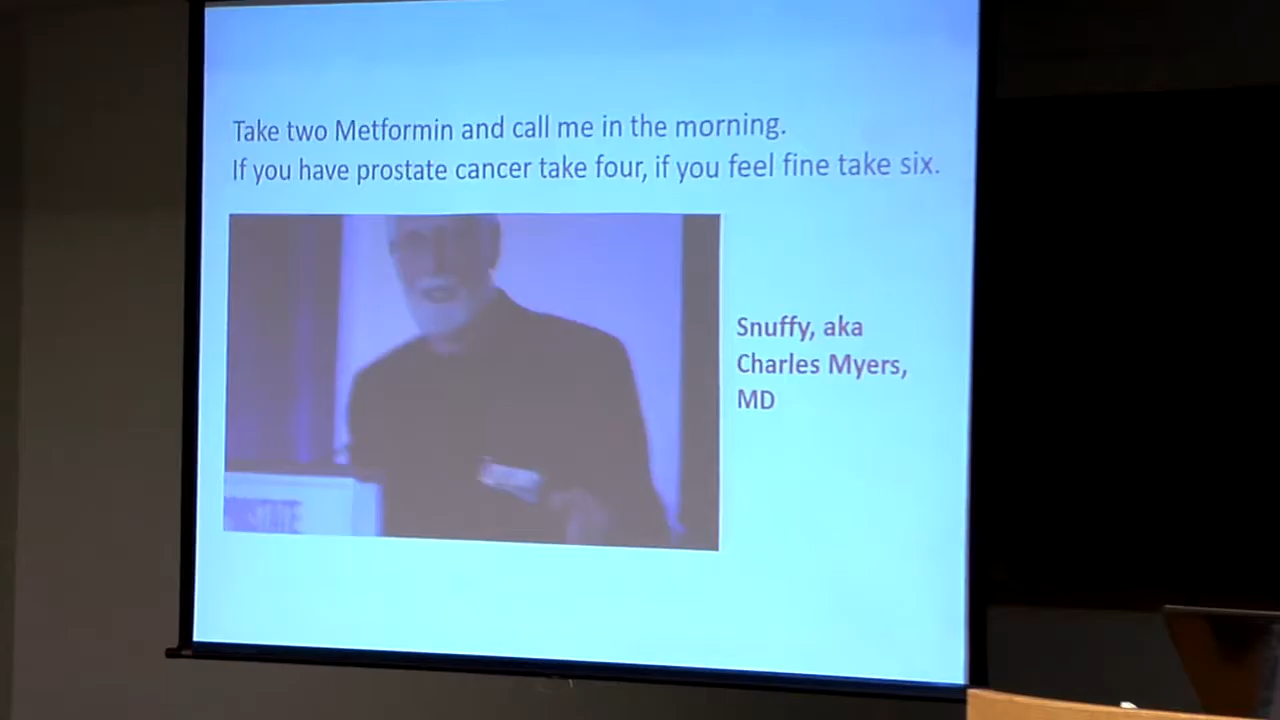 Take two Metformin and call me in the morning.
If you have prostate cancer take four, if you feel fine take six.
Snuffy, aka
Charles Myers,
MD